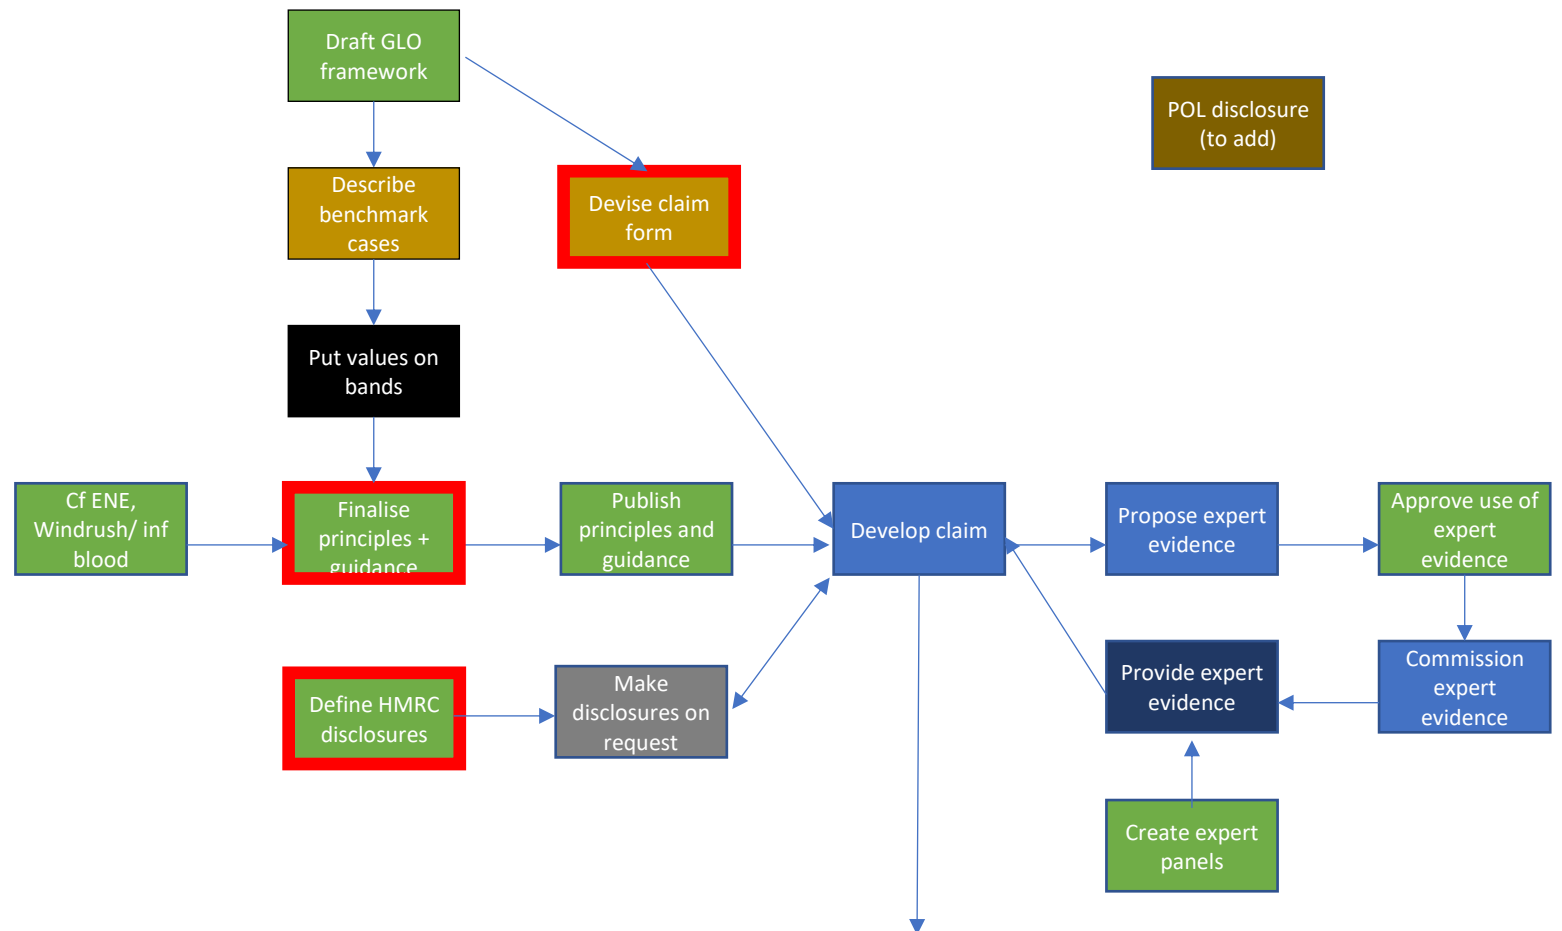 Draft GLO
framework
POL disclosure
(to add)
Describe
benchmark
cases
Devise claim
form
Put values on
bands
Cf ENE,
Windrush/ inf
blood
Finalise
principles +
guidance
Publish
principles and
guidance
Develop claim
Propose expert
evidence
Approve use of
expert
evidence
Define HMRC
disclosures
Make
disclosures on
request
Provide expert
evidence
Commission
expert
evidence
Create expert
panels